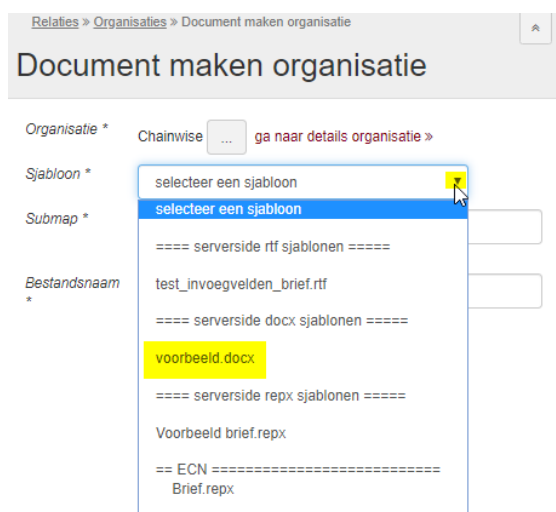 Relaties » Organisaties » Document maken organisatie
Document maken organisatie
Organisatie * Chainwise ... ga naar details organisatie »
Sjabloon * selecteer een sjabloon
selecteer een sjabloon
Submap *
==== serverside rtf sjablonen =====
Bestandsnaam * test_invoegvelden_brief.rtf
==== serverside docx sjablonen =====
voorbeeld.docx
==== serverside repx sjablonen =====
Voorbeeld brief.repx
== ECN ===========================
Brief.repx